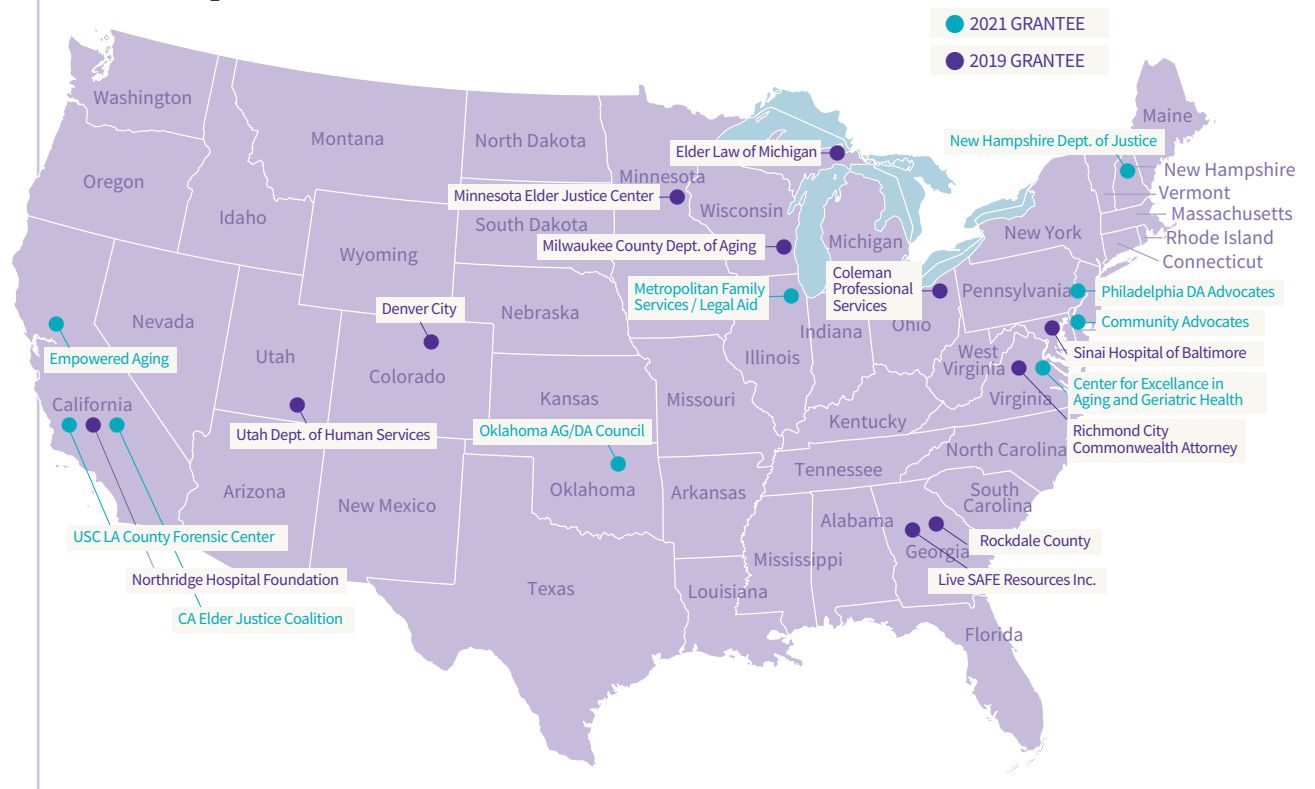 2021 GRANTEE
2019 GRANTEE
Washington
Montana
North Dakota
Minnesota
Maine
Oregon
Idaho
Wyoming
South Dakota
Wisconsin
Michigan
New York
New Hampshire
Vermont
Massachusetts
Rhode Island
Connecticut
Nevada
Utah
Colorado
Nebraska
Kansas
Missouri
Illinois
Indiana
Ohio
Pennsylvania
West
Virginia
Virginia
Kentucky
California
Arizona
New Mexico
Oklahoma
Arkansas
Tennessee
North Carolina
South
Carolina
Texas
Louisiana
Mississippi
Alabama
Georgia
Florida
New Hampshire Dept. of Justice
Elder Law of Michigan
Minnesota Elder Justice Center
Milwaukee County Dept. of Aging
Metropolitan Family
Services / Legal Aid
Coleman
Professional
Services
Philadelphia DA Advocates
Community Advocates
Sinai Hospital of Baltimore
Center for Excellance in
Aging and Geriatric Health
Richmond City
Commonwealth Attorney
Denver City
Empowered Aging
Utah Dept. of Human Services
Oklahoma AG/DA Council
USC LA County Forensic Center
Northridge Hospital Foundation
CA Elder Justice Coalition
Rockdale County
Live SAFE Resources Inc.